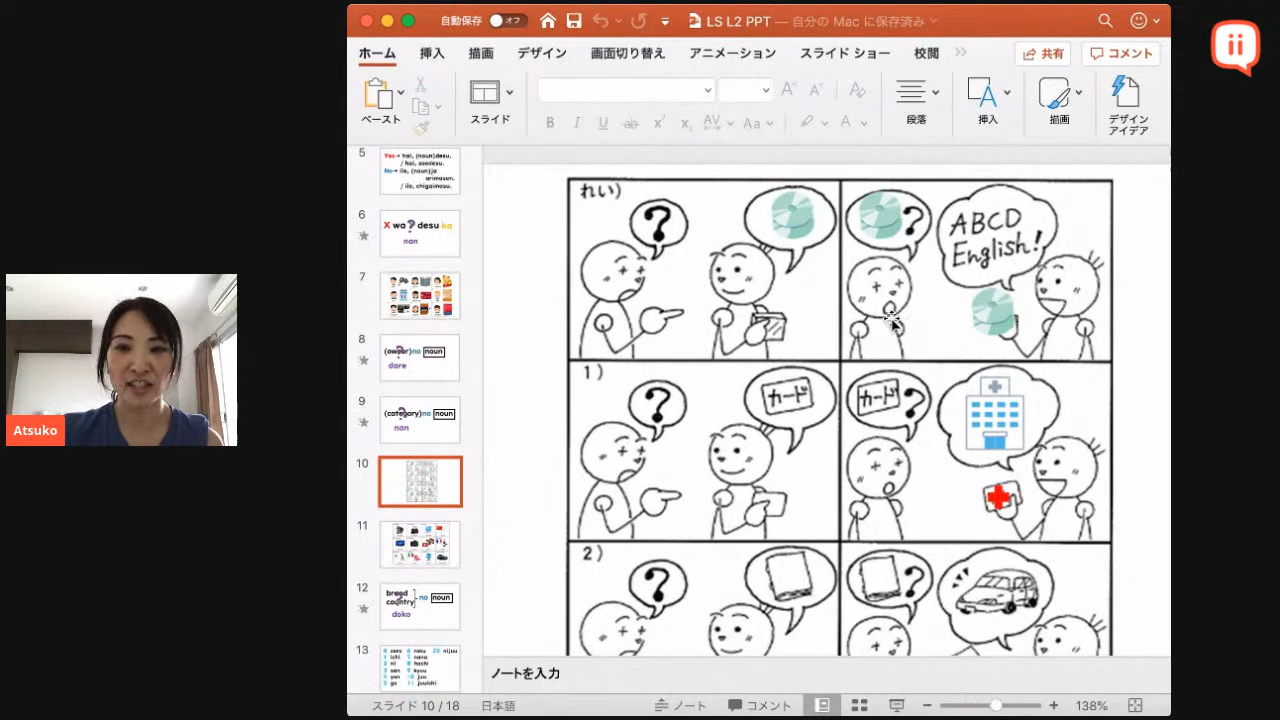 自動保存 オフ
LS L2 PPT — 自分の Mac に保存済み
ホーム 挿入 描画 デザイン 画面切り替え アニメーション スライド ショー 校閲 >> 共有 コメント
ペースト スライド 段落 挿入 描画 デザイン アイデア
B I U ab x² x₂ AV Aa A
5
Yes→ hai, (noun)desu.
/ hai, soodesu.
No→ iie, (noun)ja
arimasen.
/ iie, chigaimasu.
6
X wa ? desu ka
nan
7
8
(owner)no noun
dare
9
(category)no noun
nan
10
11
12
brand
country no noun
doko
13
0 zero 6 roku 20 nijuu
1 ichi 7 nana
2 ni 8 hachi
3 san 9 kyuu
4 yon 10 juu
5 go 11 juuichi
れい)
?
?
ABCD
English!
1)
?
カード
カード?
2)
?
?
ノートを入力
スライド 10 / 18 日本語 ノート コメント 138%
Atsuko